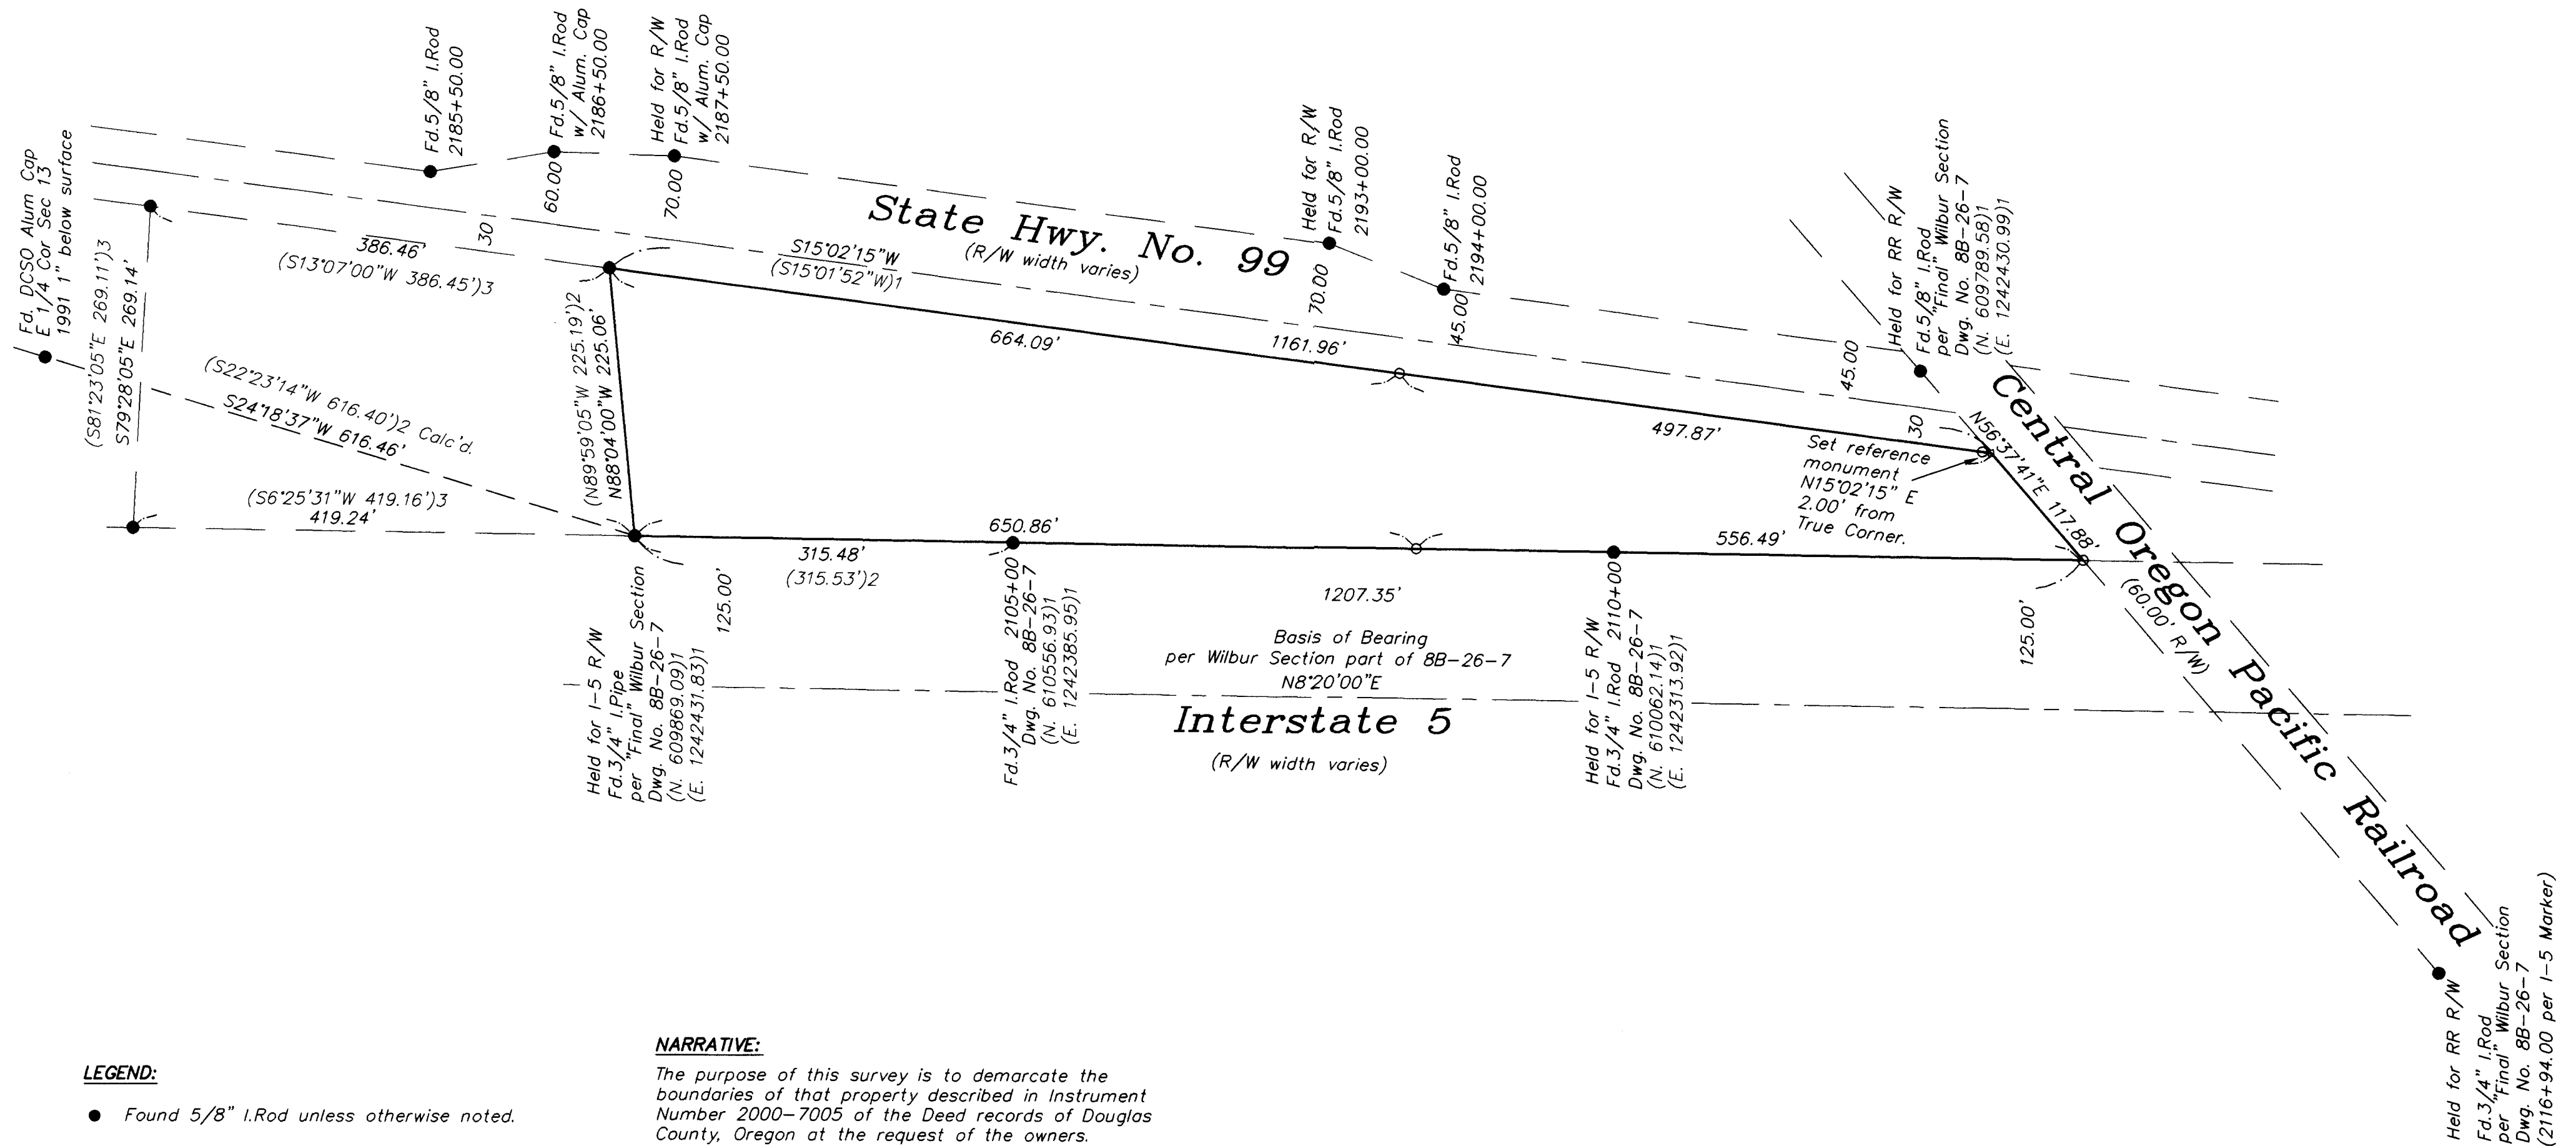 Fd. DCSO Alum Cap
E 1/4 Cor Sec 13
1991 1" below surface
Fd.5/8" I.Rod
2185+50.00
Fd.5/8" I.Rod
w/ Alum. Cap
2186+50.00
60.00
Held for R/W
Fd.5/8" I.Rod
w/ Alum. Cap
2187+50.00
70.00
State Hwy. No. 99
(R/W width varies)
Held for R/W
Fd.5/8" I.Rod
2193+00.00
70.00
Fd.5/8" I.Rod
2194+00.00
45.00
45.00
Held for RR R/W
Fd.5/8" I.Rod
per "Final" Wilbur Section
Dwg. No. 8B-26-7
(N. 609789.58)1
(E. 1242430.99)1
386.46'
30
(S13°07'00"W 386.45')3
S15°02'15"W
(S15°01'52"W)1
(S81°23'05"E 269.11')3
S79°28'05"E 269.14'
(S22°23'14"W 616.40')2 Calc'd.
S24°18'37"W 616.46'
(N89°59'05"W 225.19')2
N88°04'00"W 225.06'
664.09'
1161.96'
497.87'
30
Set reference
monument
N15°02'15" E
2.00' from
True Corner.
N56°37'41"E 117.88'
Central Oregon Pacific Railroad
(60.00' R/W)
(S6°25'31"W 419.16')3
419.24'
650.86'
315.48'
(315.53')2
556.49'
125.00'
1207.35'
125.00'
Held for I-5 R/W
Fd.3/4" I.Pipe
per "Final" Wilbur Section
Dwg. No. 8B-26-7
(N. 609869.09)1
(E. 1242431.83)1
Fd.3/4" I.Rod 2105+00
Dwg. No. 8B-26-7
(N. 610556.93)1
(E. 1242385.95)1
Basis of Bearing
per Wilbur Section part of 8B-26-7
N8°20'00"E
Interstate 5
(R/W width varies)
Held for I-5 R/W
Fd.3/4" I.Rod 2110+00
Dwg. No. 8B-26-7
(N. 610062.14)1
(E. 1242313.92)1
Held for RR R/W
Fd.3/4" I.Rod
per "Final" Wilbur Section
Dwg. No. 8B-26-7
(2116+94.00 per I-5 Marker)
LEGEND:
● Found 5/8" I.Rod unless otherwise noted.
NARRATIVE:
The purpose of this survey is to demarcate the
boundaries of that property described in Instrument
Number 2000-7005 of the Deed records of Douglas
County, Oregon at the request of the owners.